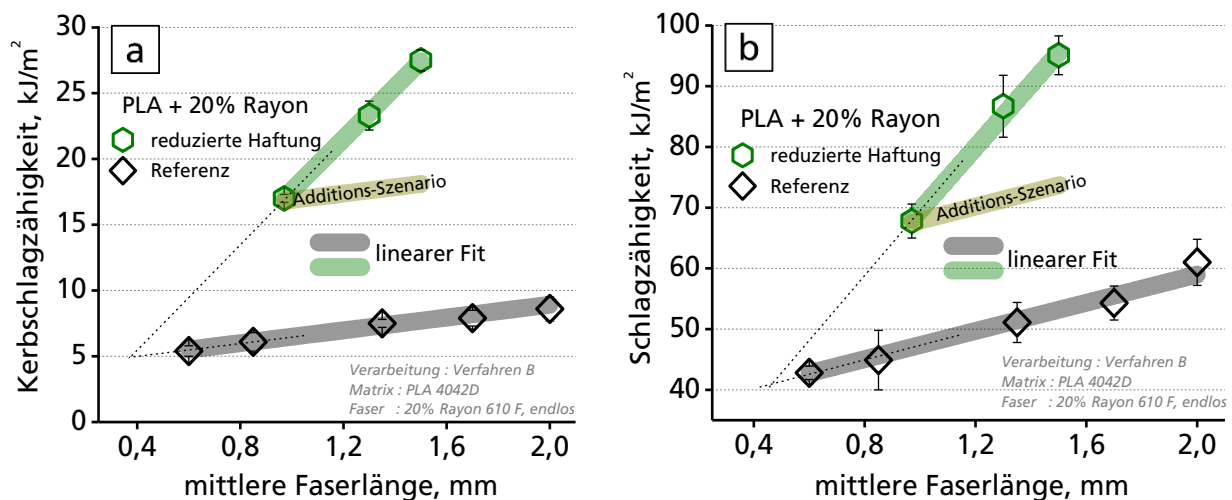 a
Kerbschlagzähigkeit, kJ/m²
30
25
20
15
10
5
0
PLA + 20% Rayon
reduzierte Haftung
Referenz
Additions-Szenario
linearer Fit
Verarbeitung : Verfahren B
Matrix : PLA 4042D
Faser : 20% Rayon 610 F, endlos
0,4 0,8 1,2 1,6 2,0
mittlere Faserlänge, mm
b
Schlagzähigkeit, kJ/m²
100
90
80
70
60
50
40
PLA + 20% Rayon
reduzierte Haftung
Referenz
Additions-Szenario
linearer Fit
Verarbeitung : Verfahren B
Matrix : PLA 4042D
Faser : 20% Rayon 610 F, endlos
0,4 0,8 1,2 1,6 2,0
mittlere Faserlänge, mm